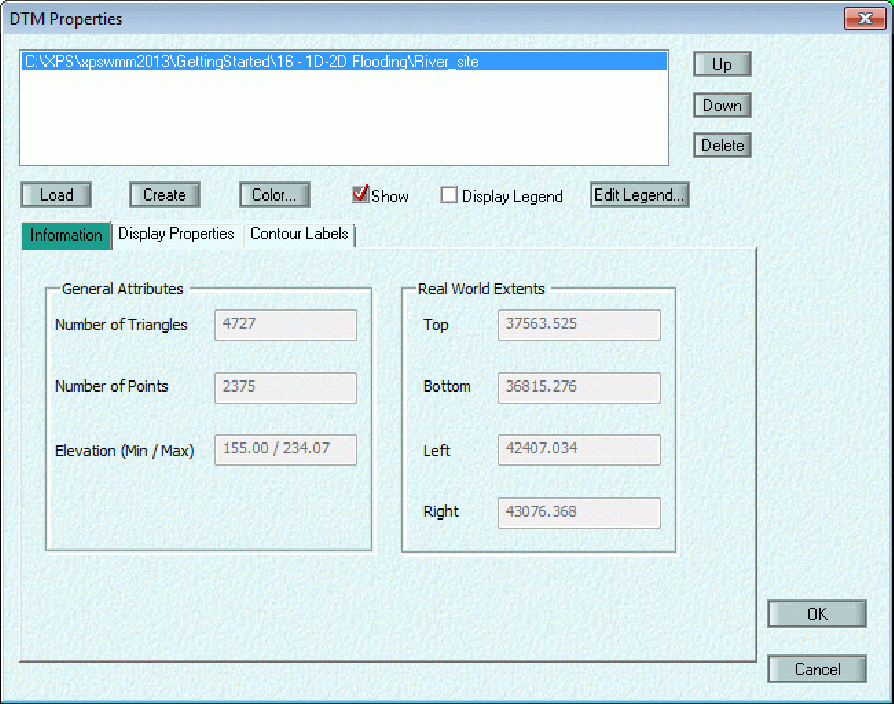 DTM Properties
C:\XPS\xpswmm2013\GettingStarted\16 - 1D-2D Flooding\River_site
Up
Down
Delete
Load Create Color... Show Display Legend Edit Legend...
Information Display Properties Contour Labels
General Attributes
Number of Triangles 4727
Number of Points 2375
Elevation (Min / Max) 155.00 / 234.07
Real World Extents
Top 37563.525
Bottom 36815.276
Left 42407.034
Right 43076.368
OK
Cancel